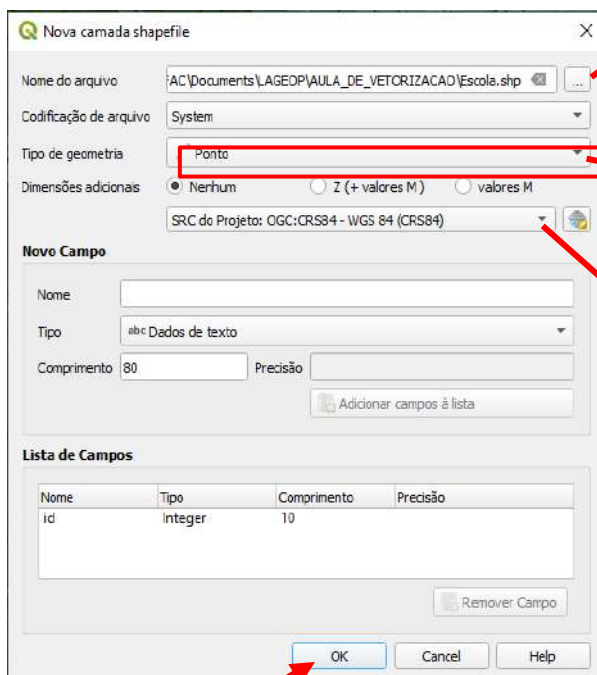 Nova camada shapefile
Nome do arquivo FAC\Documents\LAGEOP\AULA_DE_VETORIZACAO\Escola.shp ...
Codificação de arquivo System
Tipo de geometria Ponto
Dimensões adicionais Nenhum Z (+ valores M) valores M
SRC do Projeto: OGC:CRS84 - WGS 84 (CRS84)
Novo Campo
Nome
Tipo abc Dados de texto
Comprimento 80 Precisão
Adicionar campos à lista
Lista de Campos
Nome Tipo Comprimento Precisão
id Integer 10
Remover Campo
OK Cancel Help